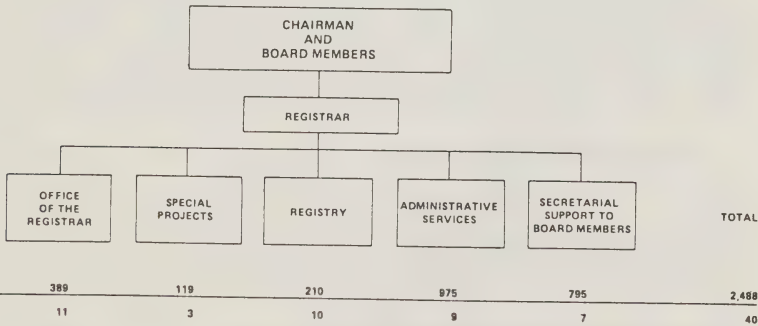 CHAIRMAN
AND
BOARD MEMBERS
REGISTRAR
OFFICE
OF THE
REGISTRAR
SPECIAL
PROJECTS
REGISTRY
ADMINISTRATIVE
SERVICES
SECRETARIAL
SUPPORT TO
BOARD MEMBERS
TOTAL
389 119 210 975 795 2,488
11 3 10 9 7 40